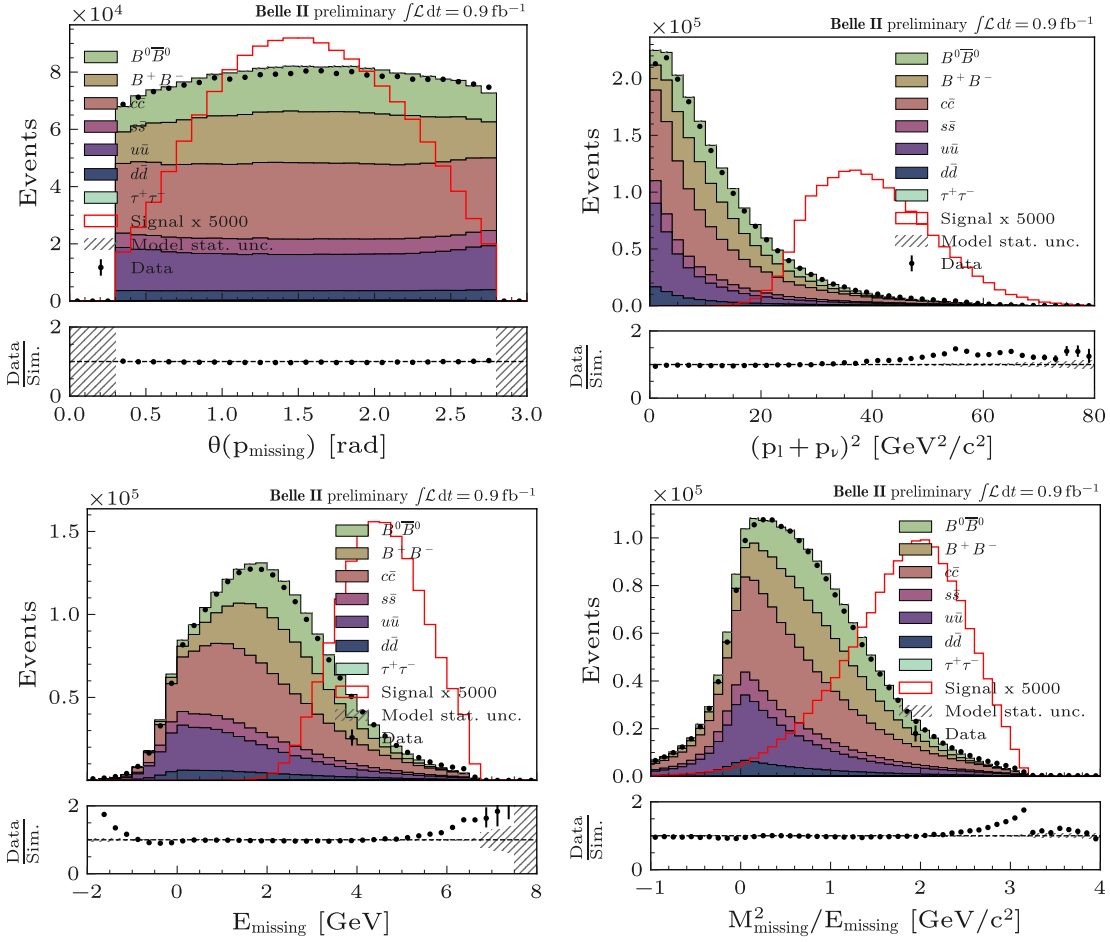 ×10⁴ Belle II preliminary ∫ℒ dt = 0.9 fb⁻¹
Events
8
6
4
2
0
B⁰B̅⁰
B⁺B⁻
cc̄
ss̄
uū
dd̄
τ⁺τ⁻
Signal x 5000
Model stat. unc.
Data
Data
Sim.
2
1
0
0.0 0.5 1.0 1.5 2.0 2.5 3.0
θ(p_missing) [rad]
×10⁵ Belle II preliminary ∫ℒ dt = 0.9 fb⁻¹
Events
2.0
1.5
1.0
0.5
0.0
B⁰B̅⁰
B⁺B⁻
cc̄
ss̄
uū
dd̄
τ⁺τ⁻
Signal x 5000
Model stat. unc.
Data
Data
Sim.
2
1
0
0 20 40 60 80
(p_l + p_ν)² [GeV²/c²]
×10⁵ Belle II preliminary ∫ℒ dt = 0.9 fb⁻¹
Events
1.5
1.0
0.5
B⁰B̅⁰
B⁺B⁻
cc̄
ss̄
uū
dd̄
τ⁺τ⁻
Signal x 5000
Model stat. unc.
Data
Data
Sim.
2
1
0
−2 0 2 4 6 8
E_missing [GeV]
×10⁵ Belle II preliminary ∫ℒ dt = 0.9 fb⁻¹
Events
1.0
0.8
0.6
0.4
0.2
0.0
B⁰B̅⁰
B⁺B⁻
cc̄
ss̄
uū
dd̄
τ⁺τ⁻
Signal x 5000
Model stat. unc.
Data
Data
Sim.
2
1
0
−1 0 1 2 3 4
M²_missing/E_missing [GeV/c²]